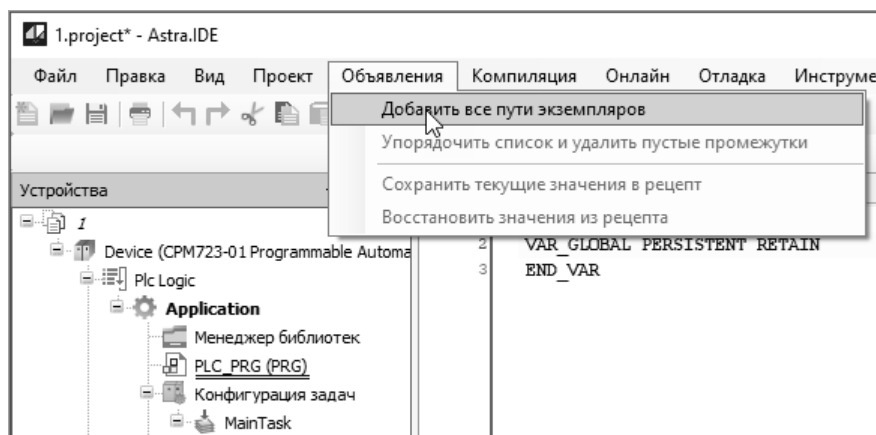 1.project* - Astra.IDE
Файл Правка Вид Проект Объявления Компиляция Онлайн Отладка Инструме
Добавить все пути экземпляров
Упорядочить список и удалить пустые промежутки
Сохранить текущие значения в рецепт
Восстановить значения из рецепта
Устройства
1
Device (CPM723-01 Programmable Automa
Plc Logic
Application
Менеджер библиотек
PLC_PRG (PRG)
Конфигурация задач
MainTask
2 VAR_GLOBAL PERSISTENT RETAIN
3 END_VAR